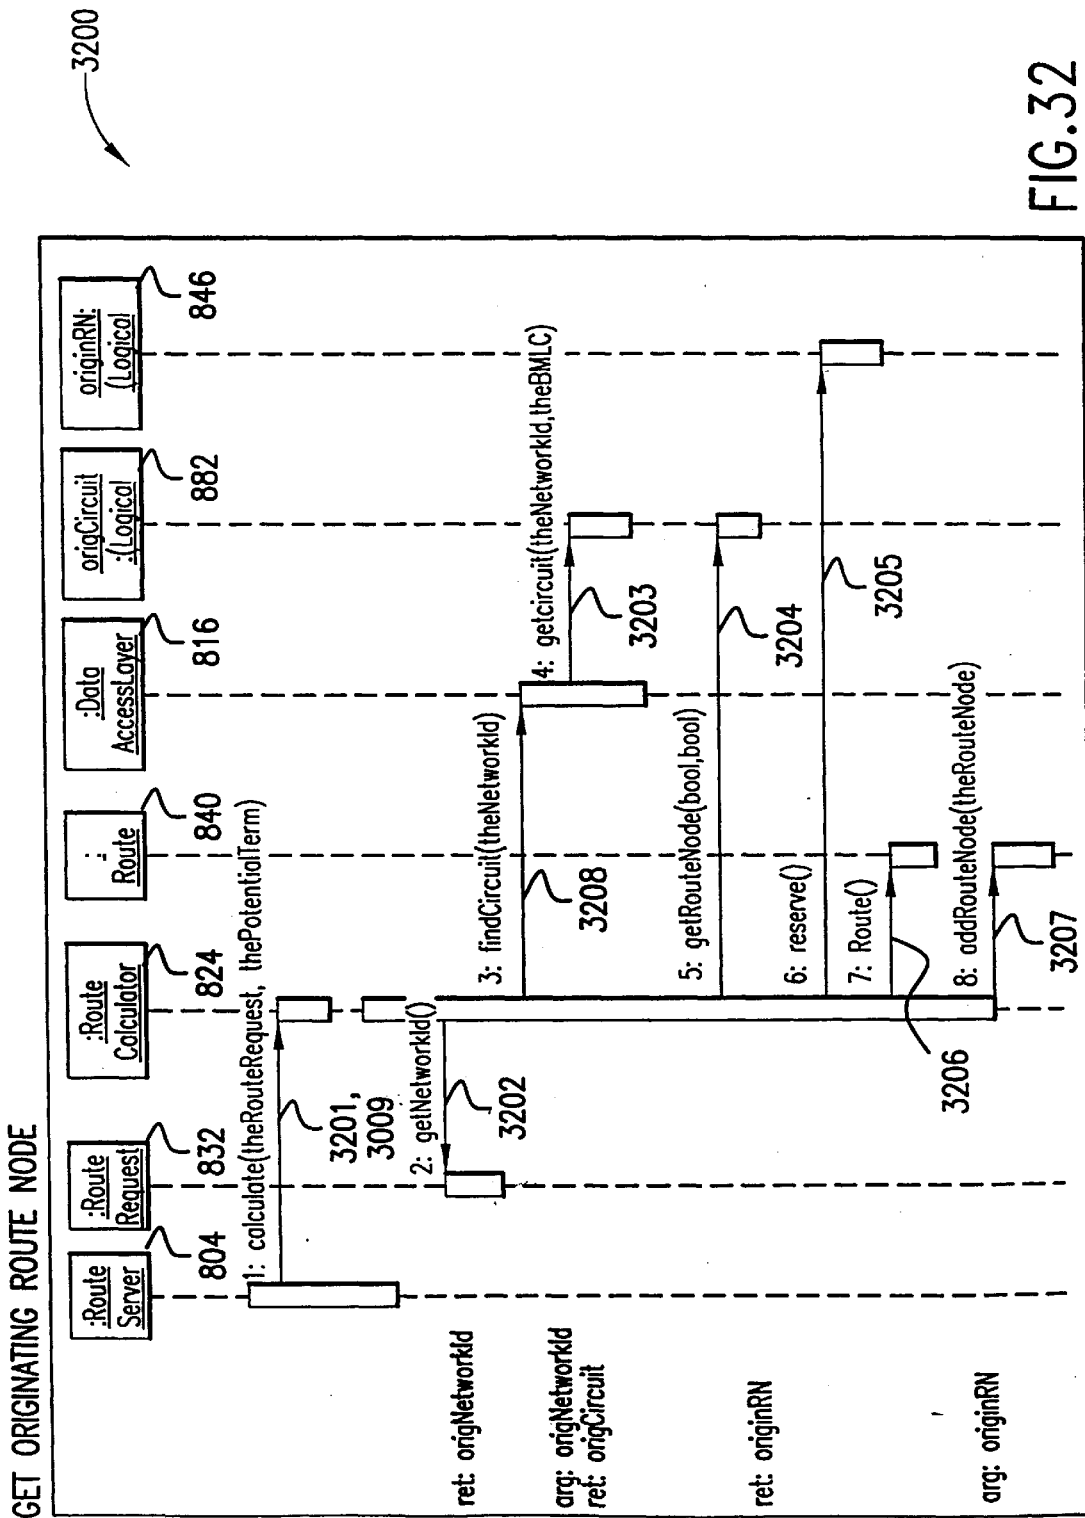 GET ORIGINATING ROUTE NODE
3200
:Route
Server
804
:Route
Request
832
:Route
Calculator
824
:
Route
840
:Data
AccessLayer
816
origCircuit
:(Logical
882
originRN:
(Logical
846
1: calculate(theRouteRequest, thePotentialTerm)
3201,
3009
ret: origNetworkId
2: getNetworkId()
3202
arg: origNetworkId
ret: origCircuit
3: findCircuit(theNetworkId)
3208
4: getcircuit(theNetworkId,theBMLC)
3203
ret: originRN
5: getRouteNode(bool,bool)
3204
6: reserve()
3205
7: Route()
3206
arg: originRN
8: addRouteNode(theRouteNode)
3207
FIG.32